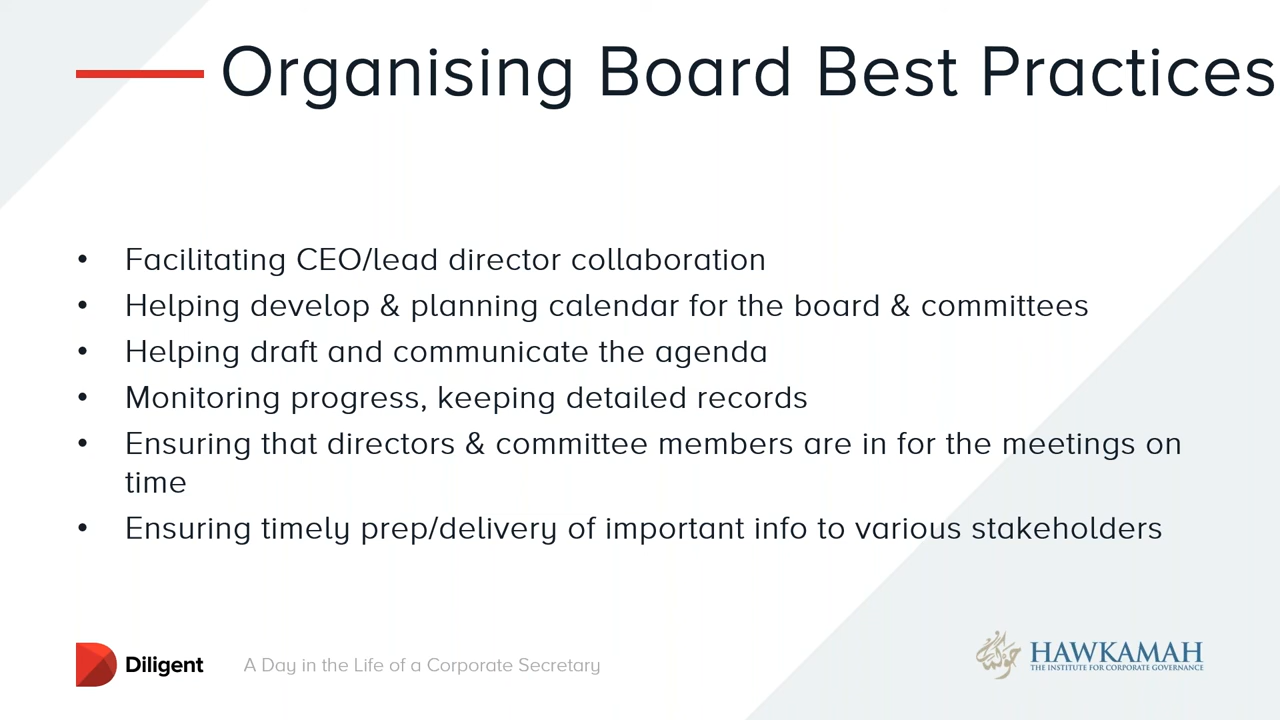 Organising Board Best Practices
• Facilitating CEO/lead director collaboration
• Helping develop & planning calendar for the board & committees
• Helping draft and communicate the agenda
• Monitoring progress, keeping detailed records
• Ensuring that directors & committee members are in for the meetings on
time
• Ensuring timely prep/delivery of important info to various stakeholders
Diligent
A Day in the Life of a Corporate Secretary
HAWKAMAH
THE INSTITUTE FOR CORPORATE GOVERNANCE